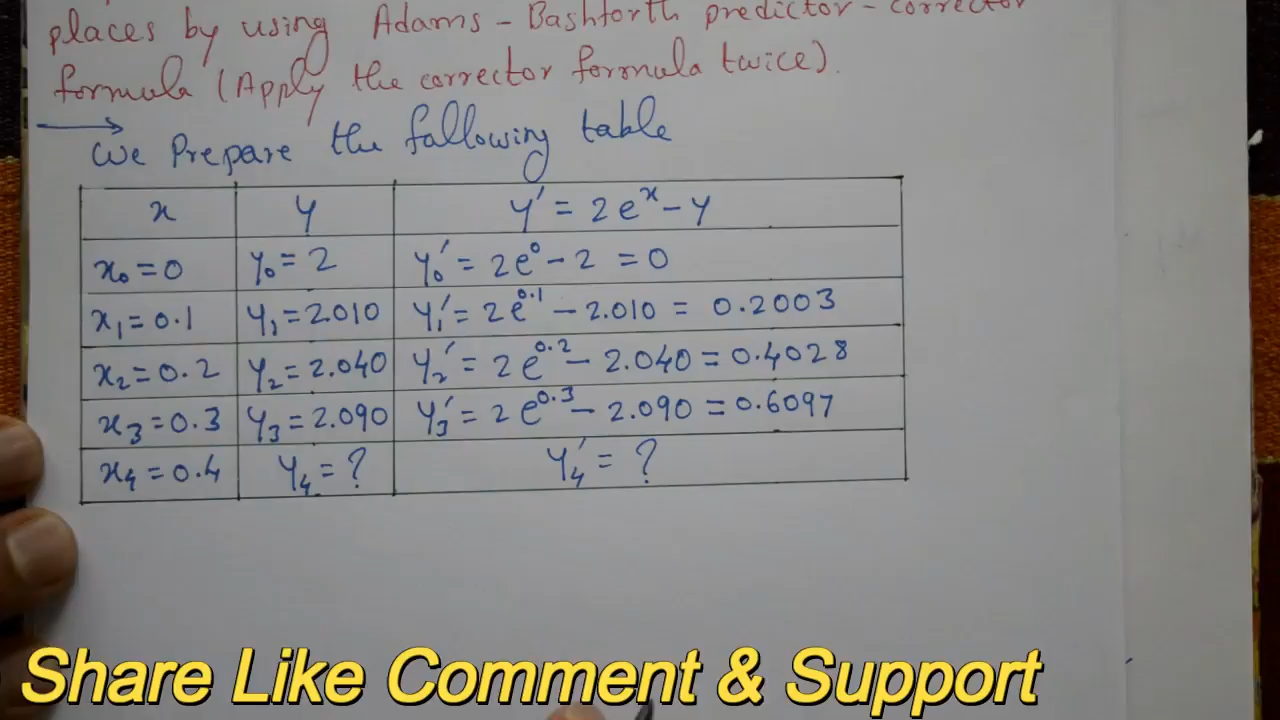 places by using Adams - Bashforth predictor - corrector
formula (Apply the corrector formula twice).
We Prepare the following table
x y y' = 2e^x - y
x₀ = 0 y₀ = 2 y₀' = 2e^0 - 2 = 0
x₁ = 0.1 y₁ = 2.010 y₁' = 2e^0.1 - 2.010 = 0.2003
x₂ = 0.2 y₂ = 2.040 y₂' = 2e^0.2 - 2.040 = 0.4028
x₃ = 0.3 y₃ = 2.090 y₃' = 2e^0.3 - 2.090 = 0.6097
x₄ = 0.4 y₄ = ? y₄' = ?
Share Like Comment & Support